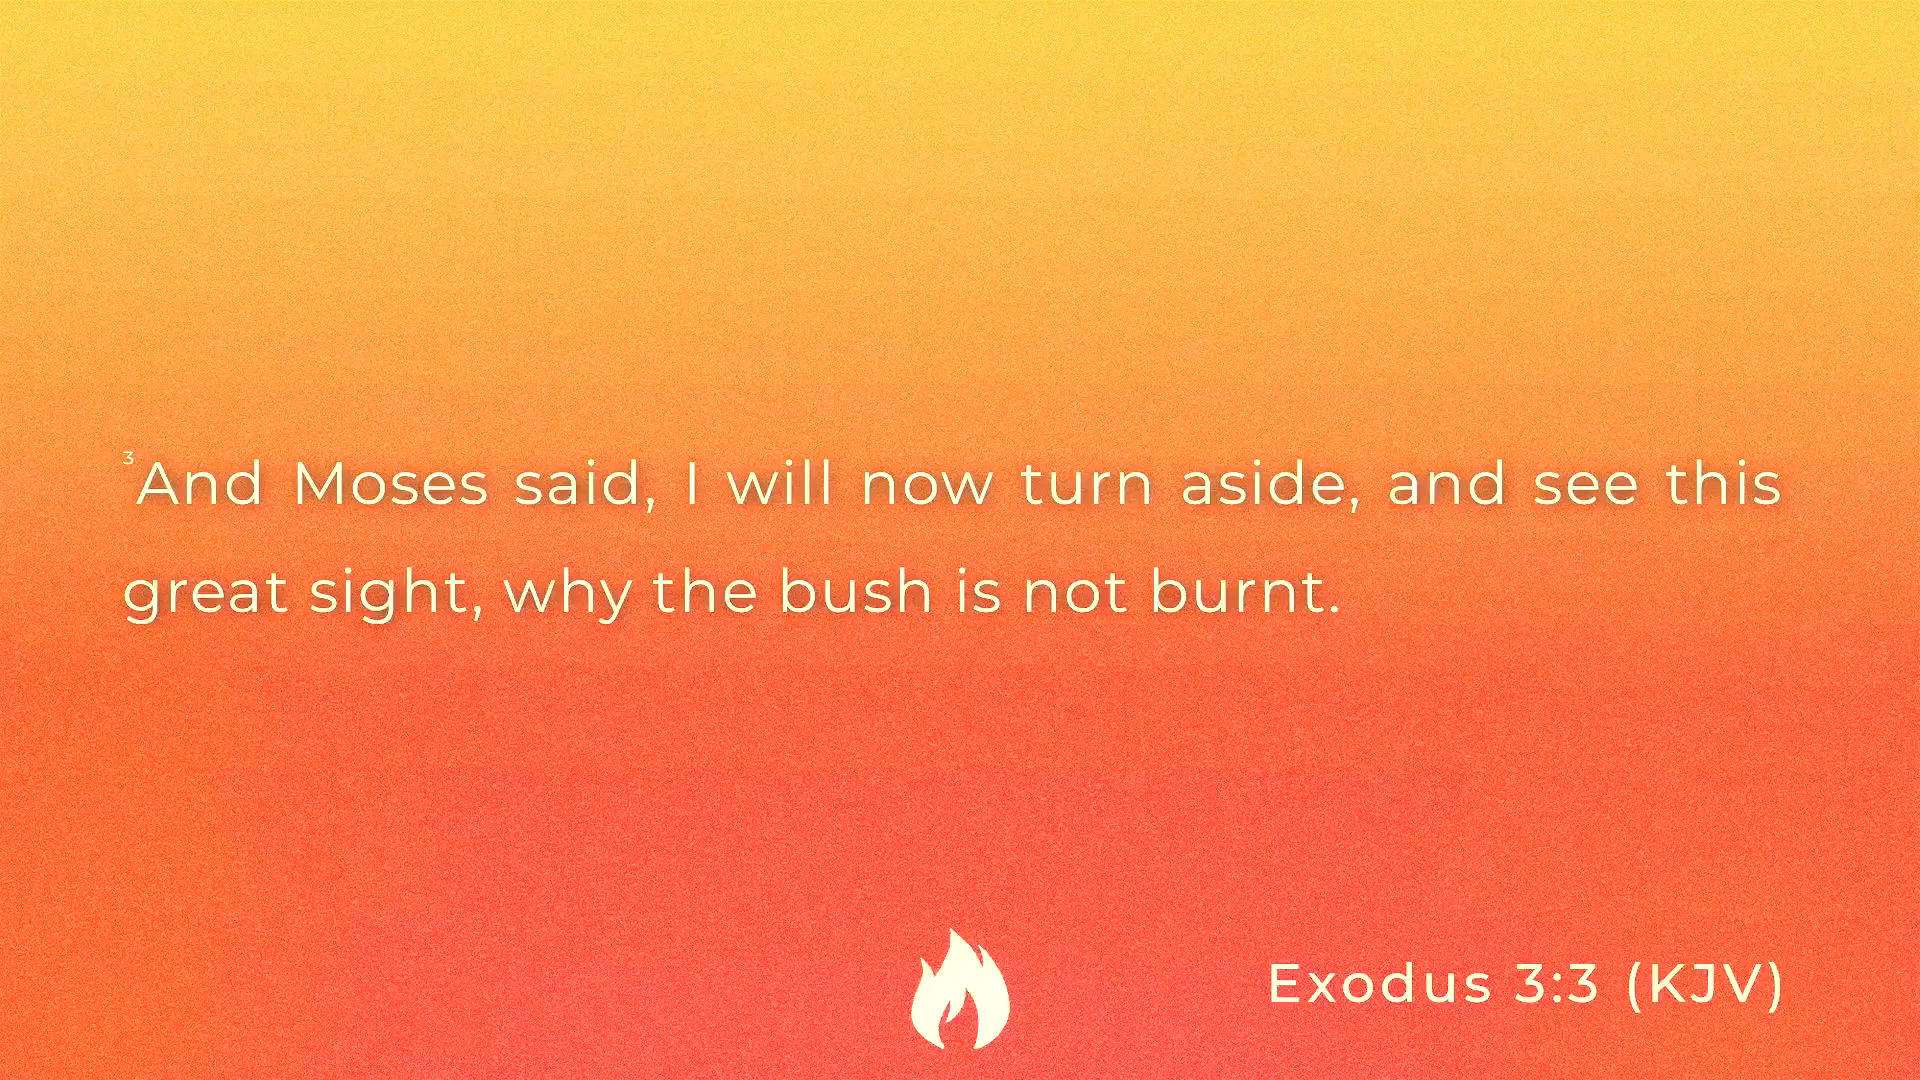 ³And Moses said, I will now turn aside, and see this
great sight, why the bush is not burnt.
Exodus 3:3 (KJV)